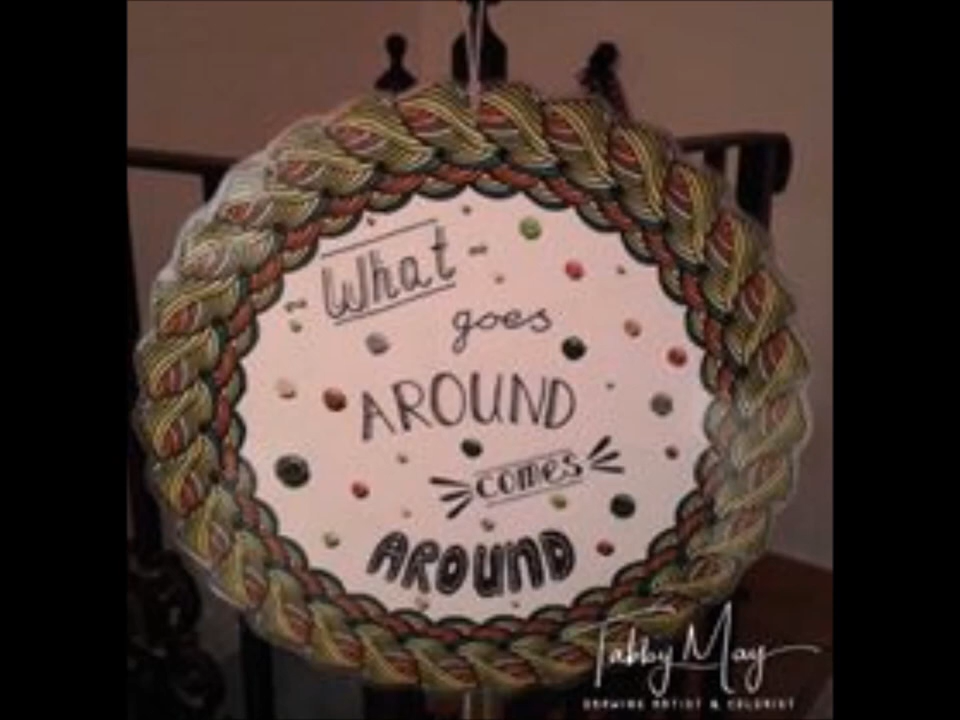 ~ What ~
goes
AROUND
comes
AROUND
Tabby May
DRAWING ARTIST & COLORIST